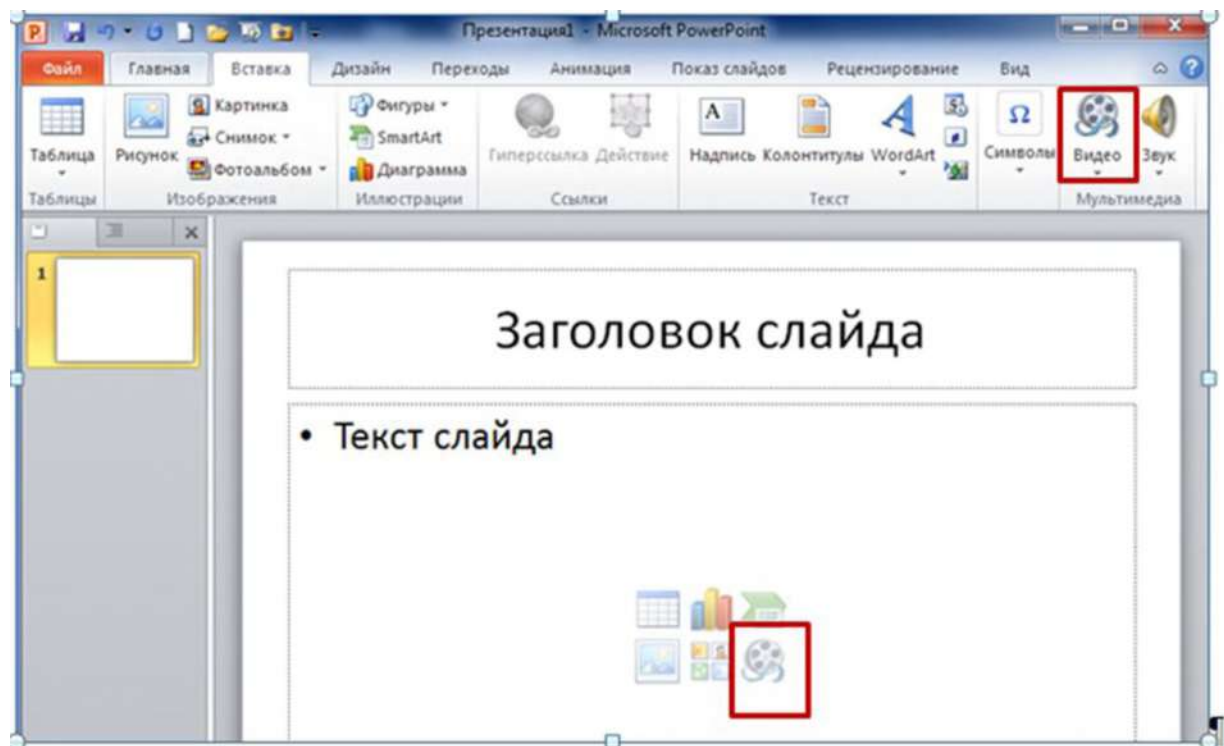 Презентация1 - Microsoft PowerPoint
Файл Главная Вставка Дизайн Переходы Анимация Показ слайдов Рецензирование Вид
Таблица
Рисунок
Картинка
Снимок
Фотоальбом
Фигуры
SmartArt
Диаграмма
Гиперссылка Действие
Надпись Колонтитулы WordArt
Символы
Видео
Звук
Таблицы Изображения Иллюстрации Ссылки Текст Мультимедиа
1
Заголовок слайда
• Текст слайда